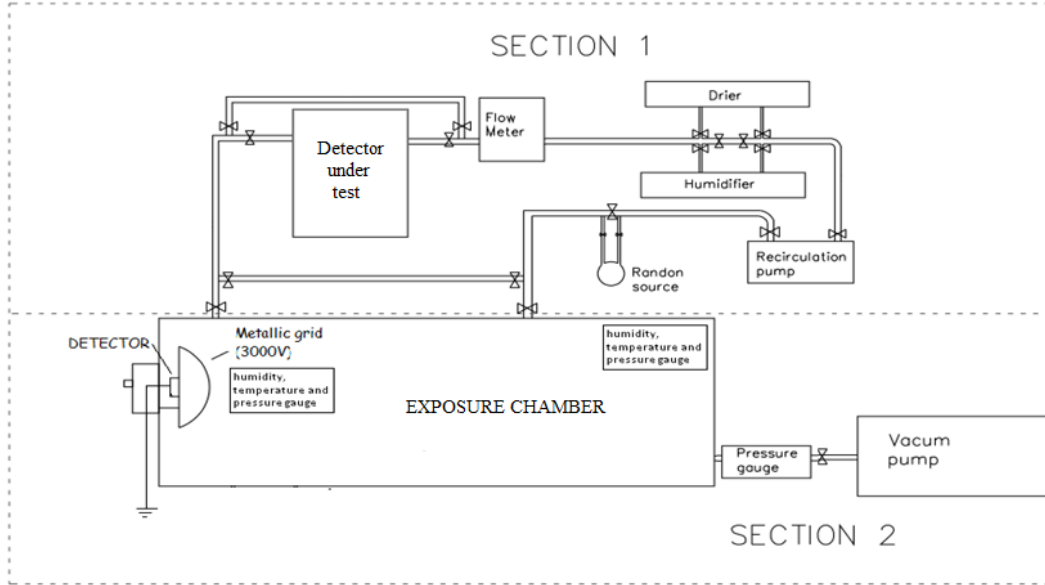 SECTION 1
Drier
Flow
Meter
Detector
under
test
Humidifier
Recirculation
pump
Randon
source
DETECTOR
Metallic grid
(3000V)
humidity,
temperature and
pressure gauge
humidity,
temperature and
pressure gauge
EXPOSURE CHAMBER
Pressure
gauge
Vacum
pump
SECTION 2